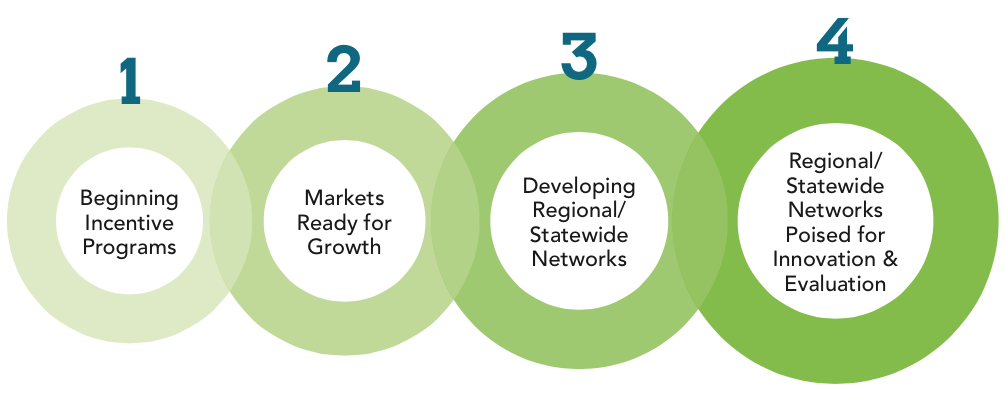 1
Beginning
Incentive
Programs
2
Markets
Ready for
Growth
3
Developing
Regional/
Statewide
Networks
4
Regional/
Statewide
Networks
Poised for
Innovation &
Evaluation